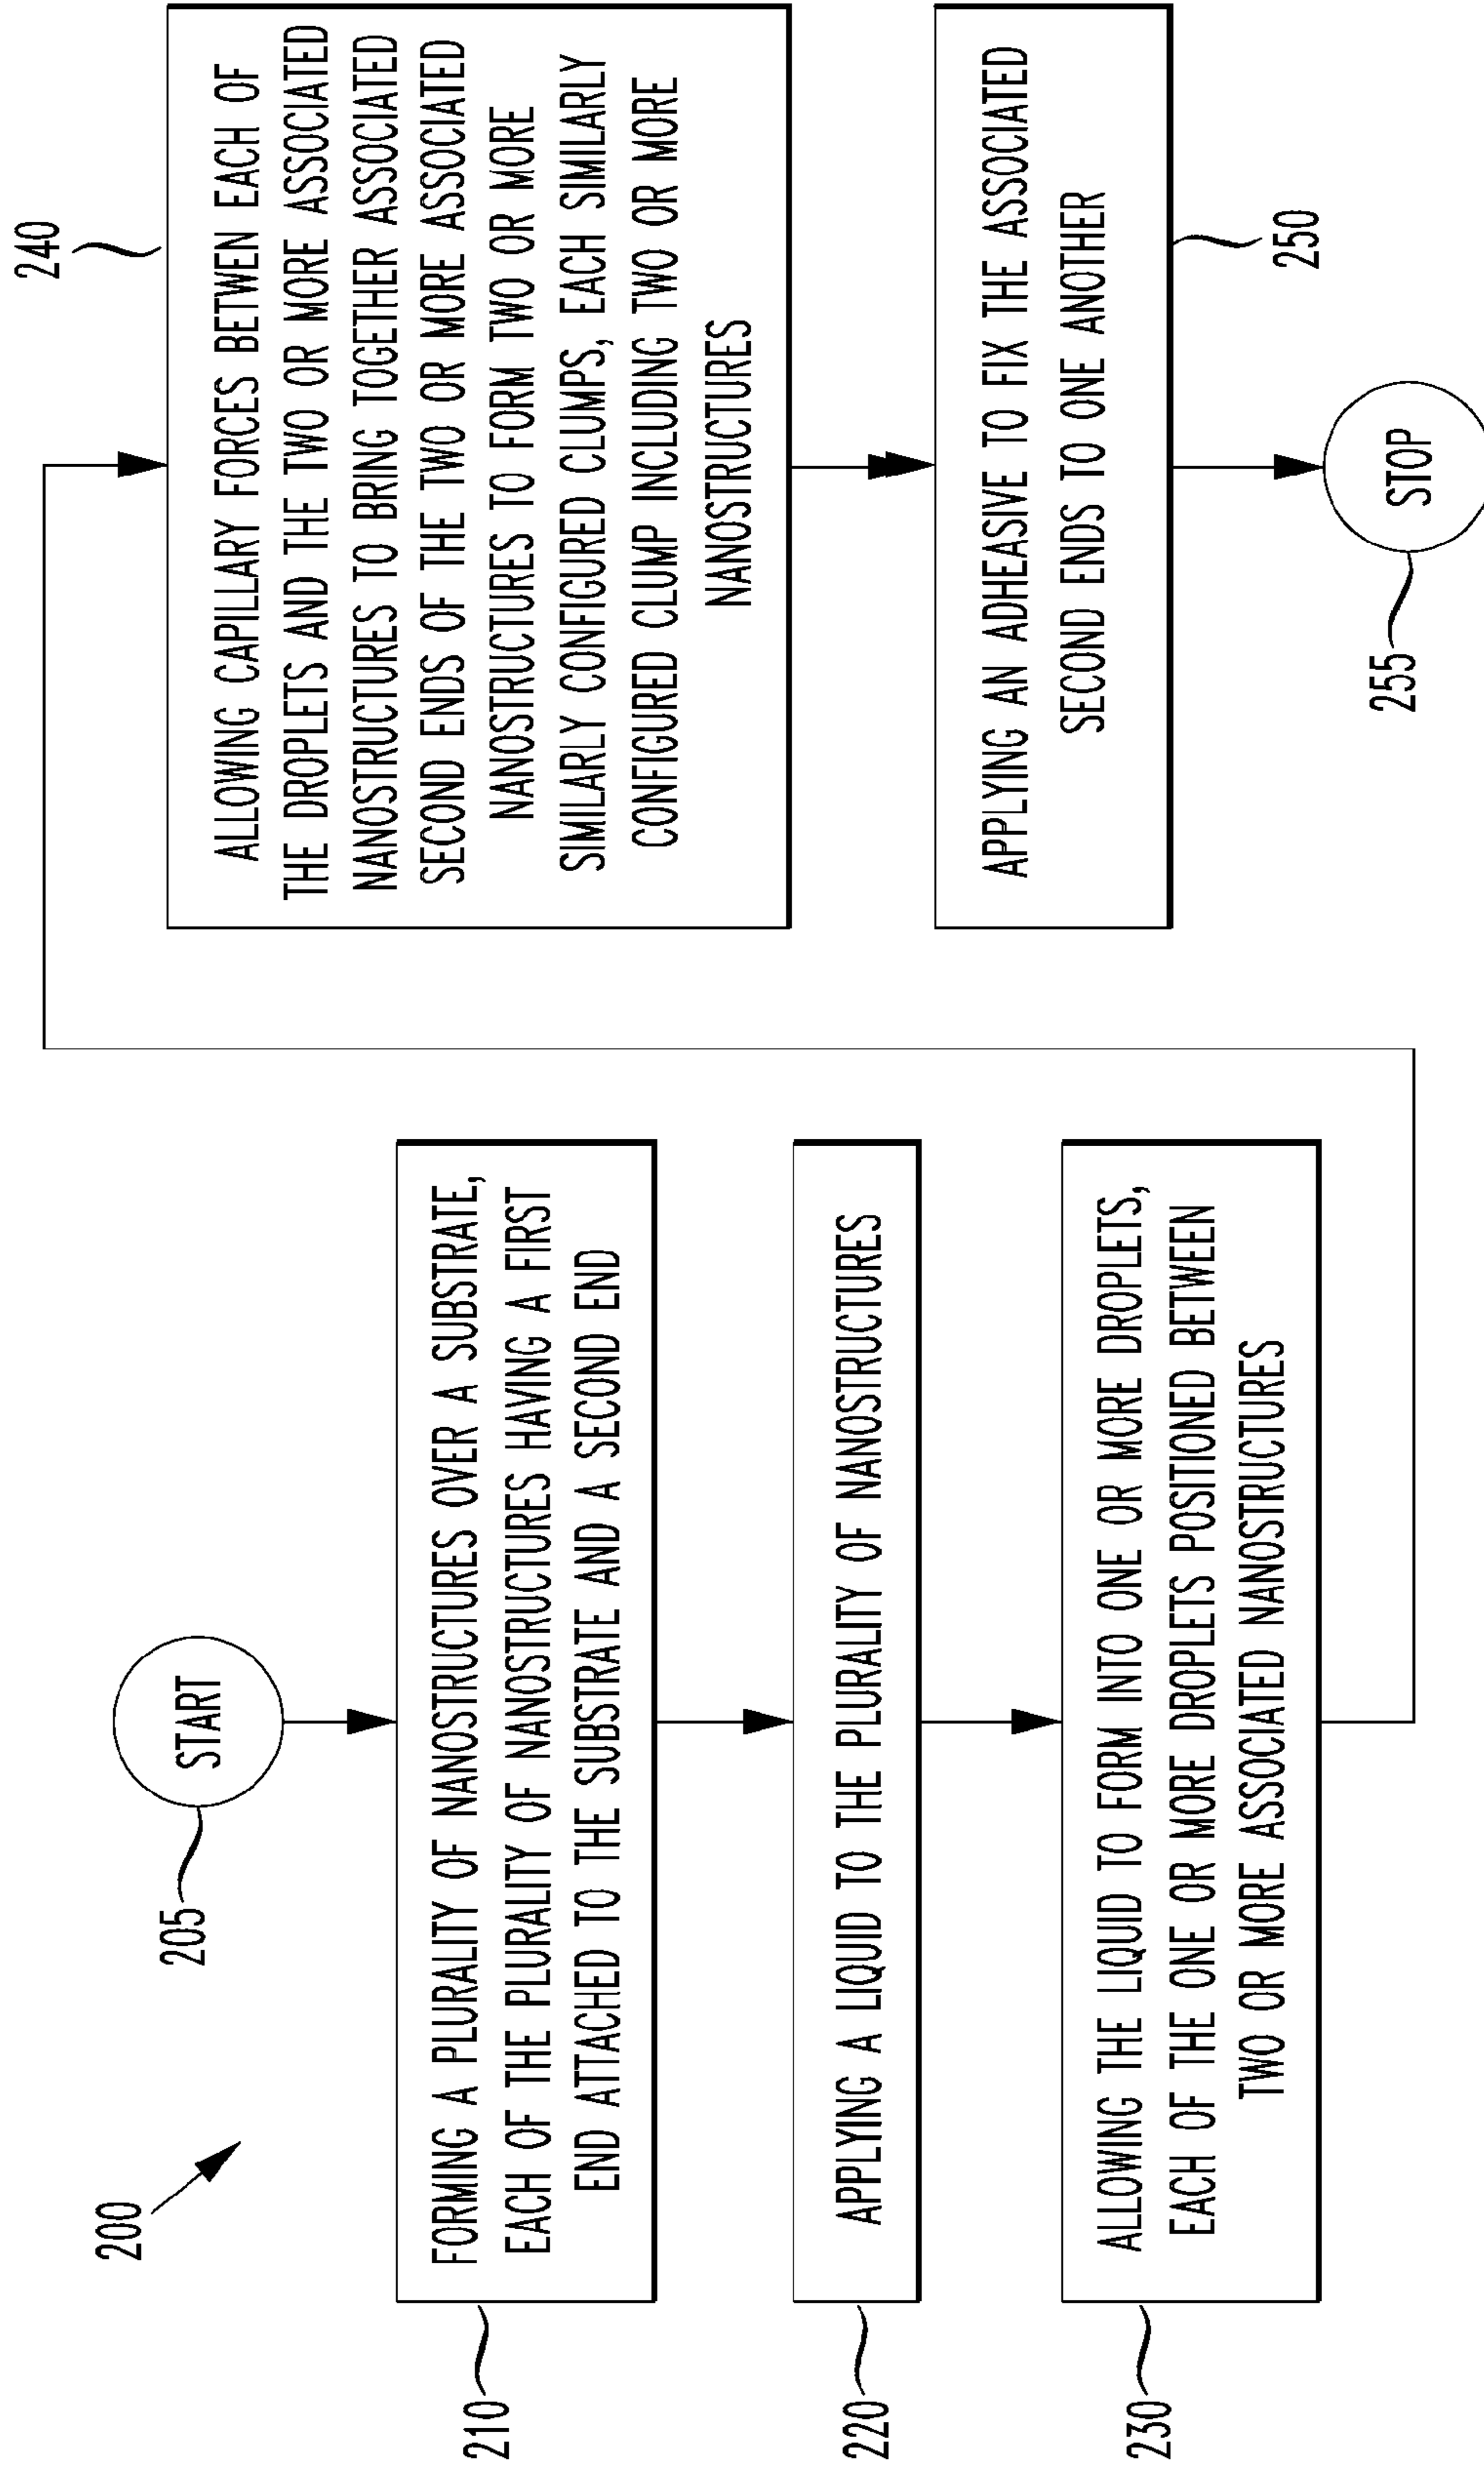 200
205
START
210
FORMING A PLURALITY OF NANOSTRUCTURES OVER A SUBSTRATE,
EACH OF THE PLURALITY OF NANOSTRUCTURES HAVING A FIRST
END ATTACHED TO THE SUBSTRATE AND A SECOND END
220
APPLYING A LIQUID TO THE PLURALITY OF NANOSTRUCTURES
230
ALLOWING THE LIQUID TO FORM INTO ONE OR MORE DROPLETS,
EACH OF THE ONE OR MORE DROPLETS POSITIONED BETWEEN
TWO OR MORE ASSOCIATED NANOSTRUCTURES
240
ALLOWING CAPILLARY FORCES BETWEEN EACH OF
THE DROPLETS AND THE TWO OR MORE ASSOCIATED
NANOSTRUCTURES TO BRING TOGETHER ASSOCIATED
SECOND ENDS OF THE TWO OR MORE ASSOCIATED
NANOSTRUCTURES TO FORM TWO OR MORE
SIMILARLY CONFIGURED CLUMPS, EACH SIMILARLY
CONFIGURED CLUMP INCLUDING TWO OR MORE
NANOSTRUCTURES
APPLYING AN ADHEASIVE TO FIX THE ASSOCIATED
SECOND ENDS TO ONE ANOTHER
250
STOP
255